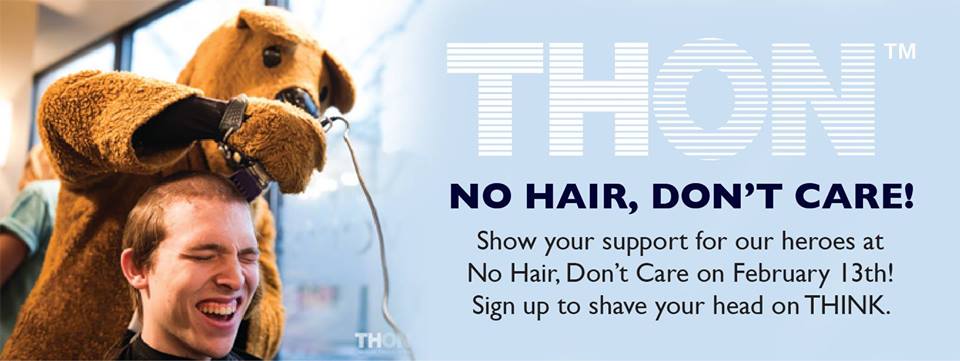 THON™
NO HAIR, DON'T CARE!
Show your support for our heroes at
No Hair, Don't Care on February 13th!
Sign up to shave your head on THINK.
THON